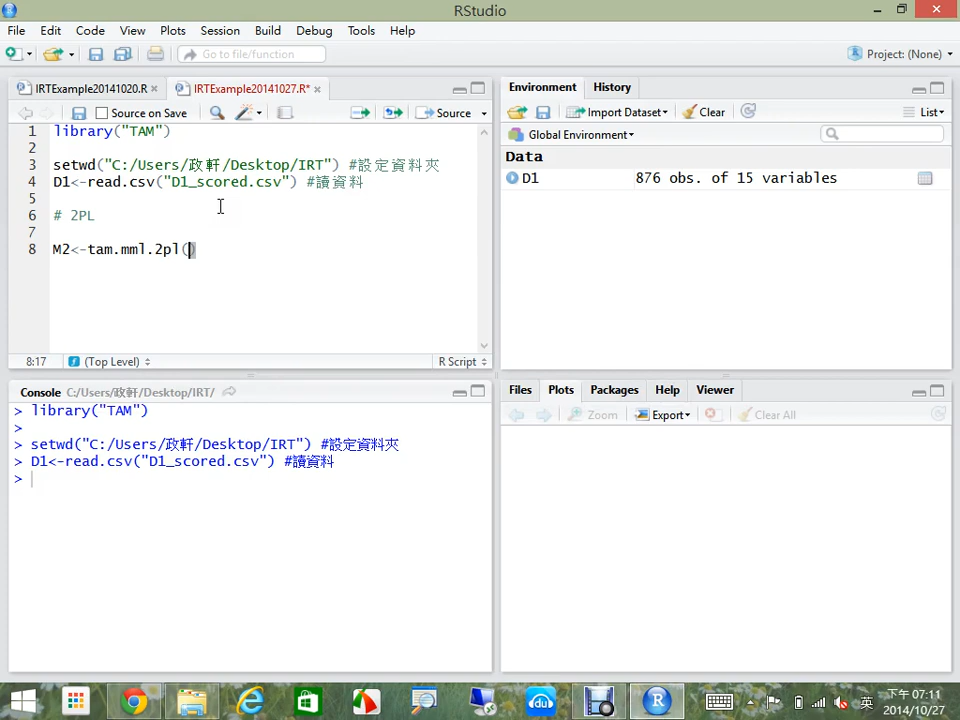 RStudio
File Edit Code View Plots Session Build Debug Tools Help
Go to file/function
Project: (None)
IRTExample20141020.R IRTExample20141027.R*
Source on Save Source
1 library("TAM")
2
3 setwd("C:/Users/政軒/Desktop/IRT") #設定資料夾
4 D1<-read.csv("D1_scored.csv") #讀資料
5
6 # 2PL
7
8 M2<-tam.mml.2pl()
8:17 (Top Level) R Script
Console C:/Users/政軒/Desktop/IRT/
> library("TAM")
>
> setwd("C:/Users/政軒/Desktop/IRT") #設定資料夾
> D1<-read.csv("D1_scored.csv") #讀資料
>
Environment History
Import Dataset Clear List
Global Environment
Data
D1 876 obs. of 15 variables
Files Plots Packages Help Viewer
Zoom Export Clear All
英
下午 07:11
2014/10/27